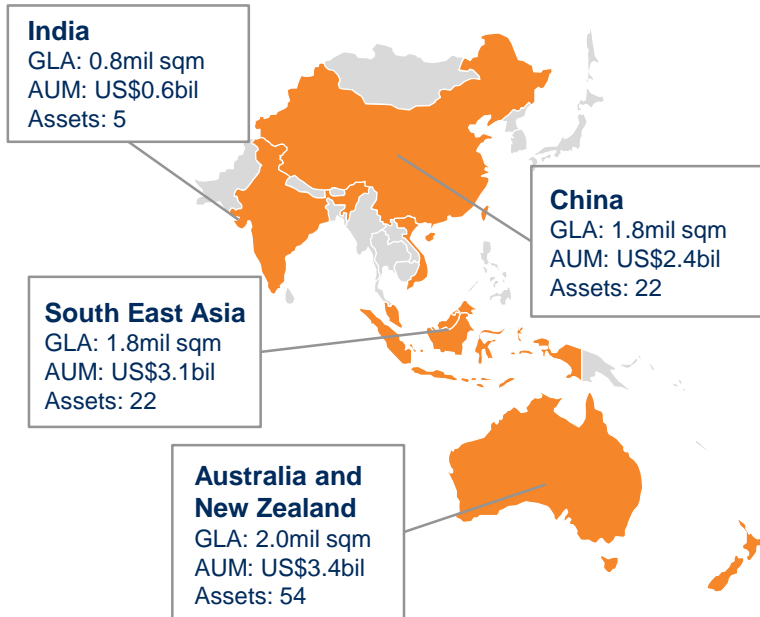 India
GLA: 0.8mil sqm
AUM: US$0.6bil
Assets: 5
China
GLA: 1.8mil sqm
AUM: US$2.4bil
Assets: 22
South East Asia
GLA: 1.8mil sqm
AUM: US$3.1bil
Assets: 22
Australia and
New Zealand
GLA: 2.0mil sqm
AUM: US$3.4bil
Assets: 54